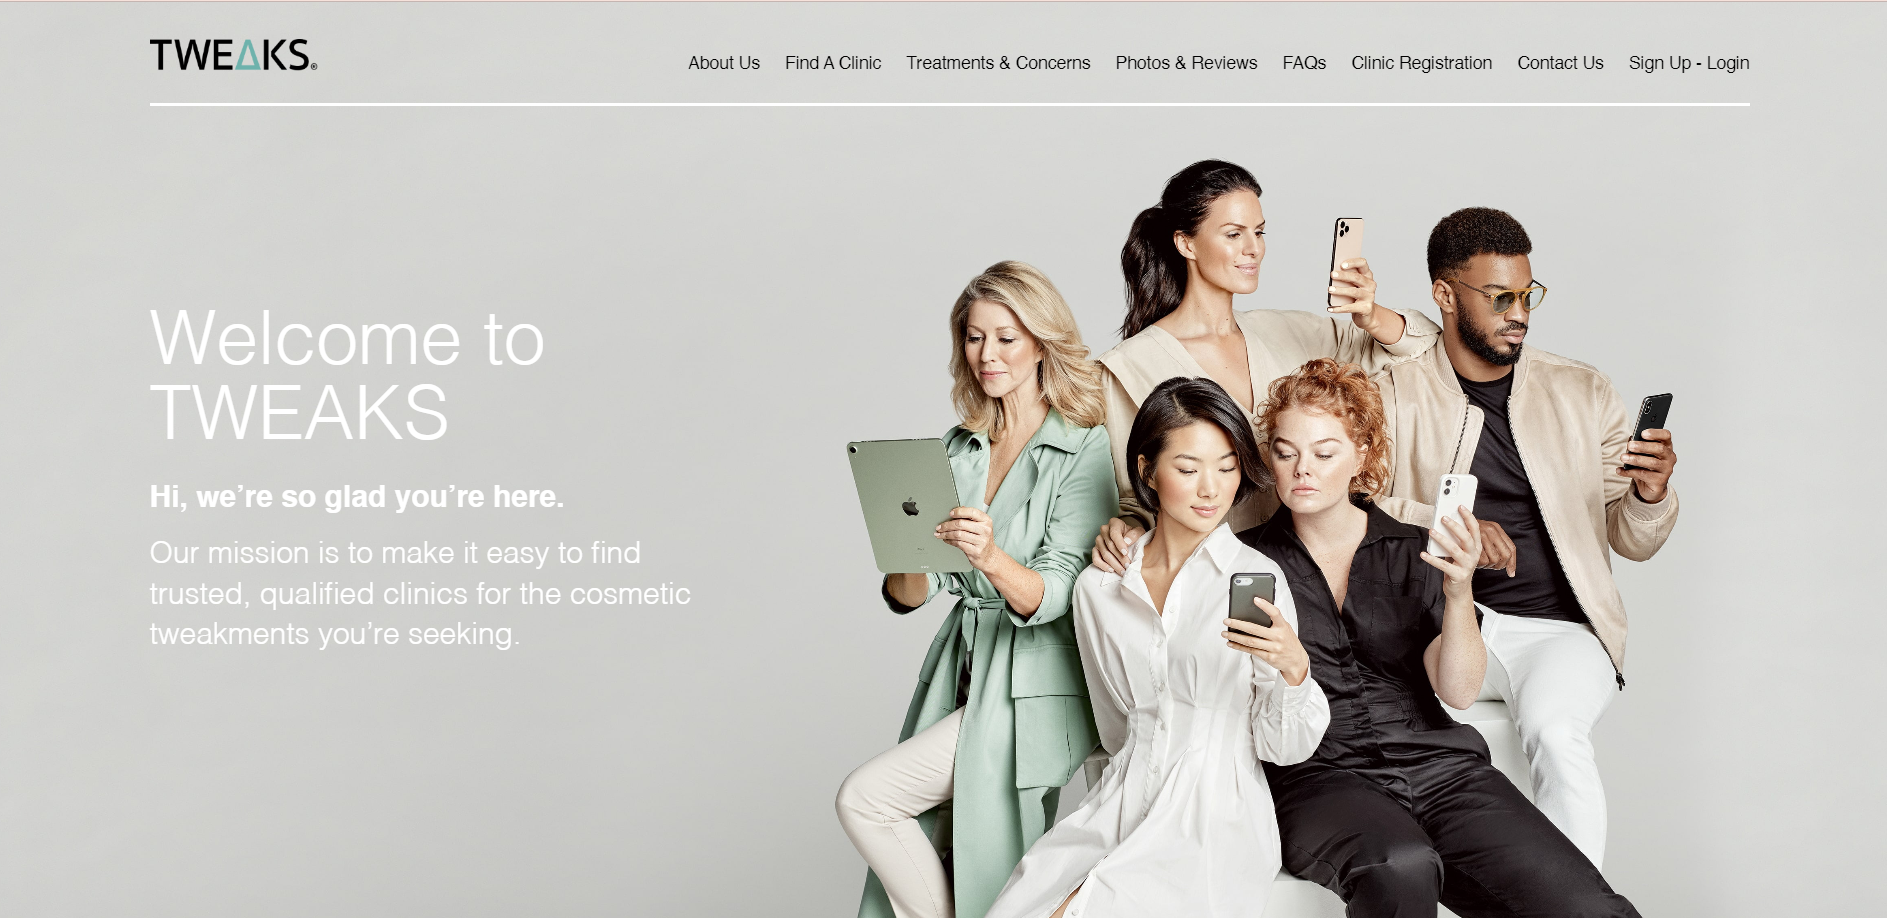 TWEAKS®
About Us Find A Clinic Treatments & Concerns Photos & Reviews FAQs Clinic Registration Contact Us Sign Up - Login
Welcome to
TWEAKS
Hi, we’re so glad you’re here.
Our mission is to make it easy to find
trusted, qualified clinics for the cosmetic
tweakments you’re seeking.